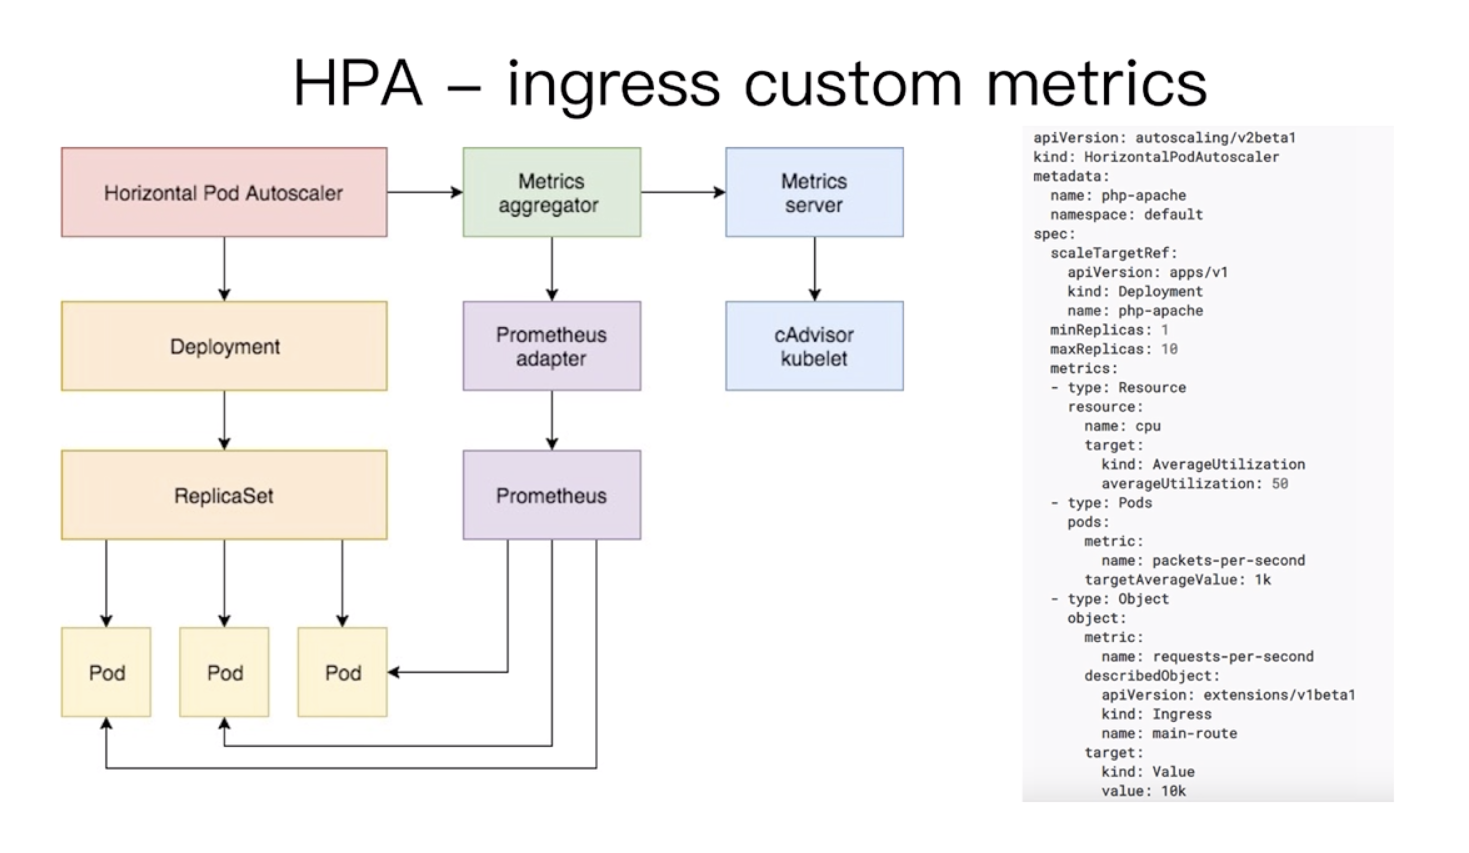 HPA – ingress custom metrics
Horizontal Pod Autoscaler
Metrics
aggregator
Metrics
server
Deployment
Prometheus
adapter
cAdvisor
kubelet
ReplicaSet
Prometheus
Pod
Pod
Pod
apiVersion: autoscaling/v2beta1
kind: HorizontalPodAutoscaler
metadata:
  name: php-apache
  namespace: default
spec:
  scaleTargetRef:
    apiVersion: apps/v1
    kind: Deployment
    name: php-apache
  minReplicas: 1
  maxReplicas: 10
  metrics:
  - type: Resource
    resource:
      name: cpu
      target:
        kind: AverageUtilization
        averageUtilization: 50
  - type: Pods
    pods:
      metric:
        name: packets-per-second
      targetAverageValue: 1k
  - type: Object
    object:
      metric:
        name: requests-per-second
      describedObject:
        apiVersion: extensions/v1beta1
        kind: Ingress
        name: main-route
      target:
        kind: Value
        value: 10k